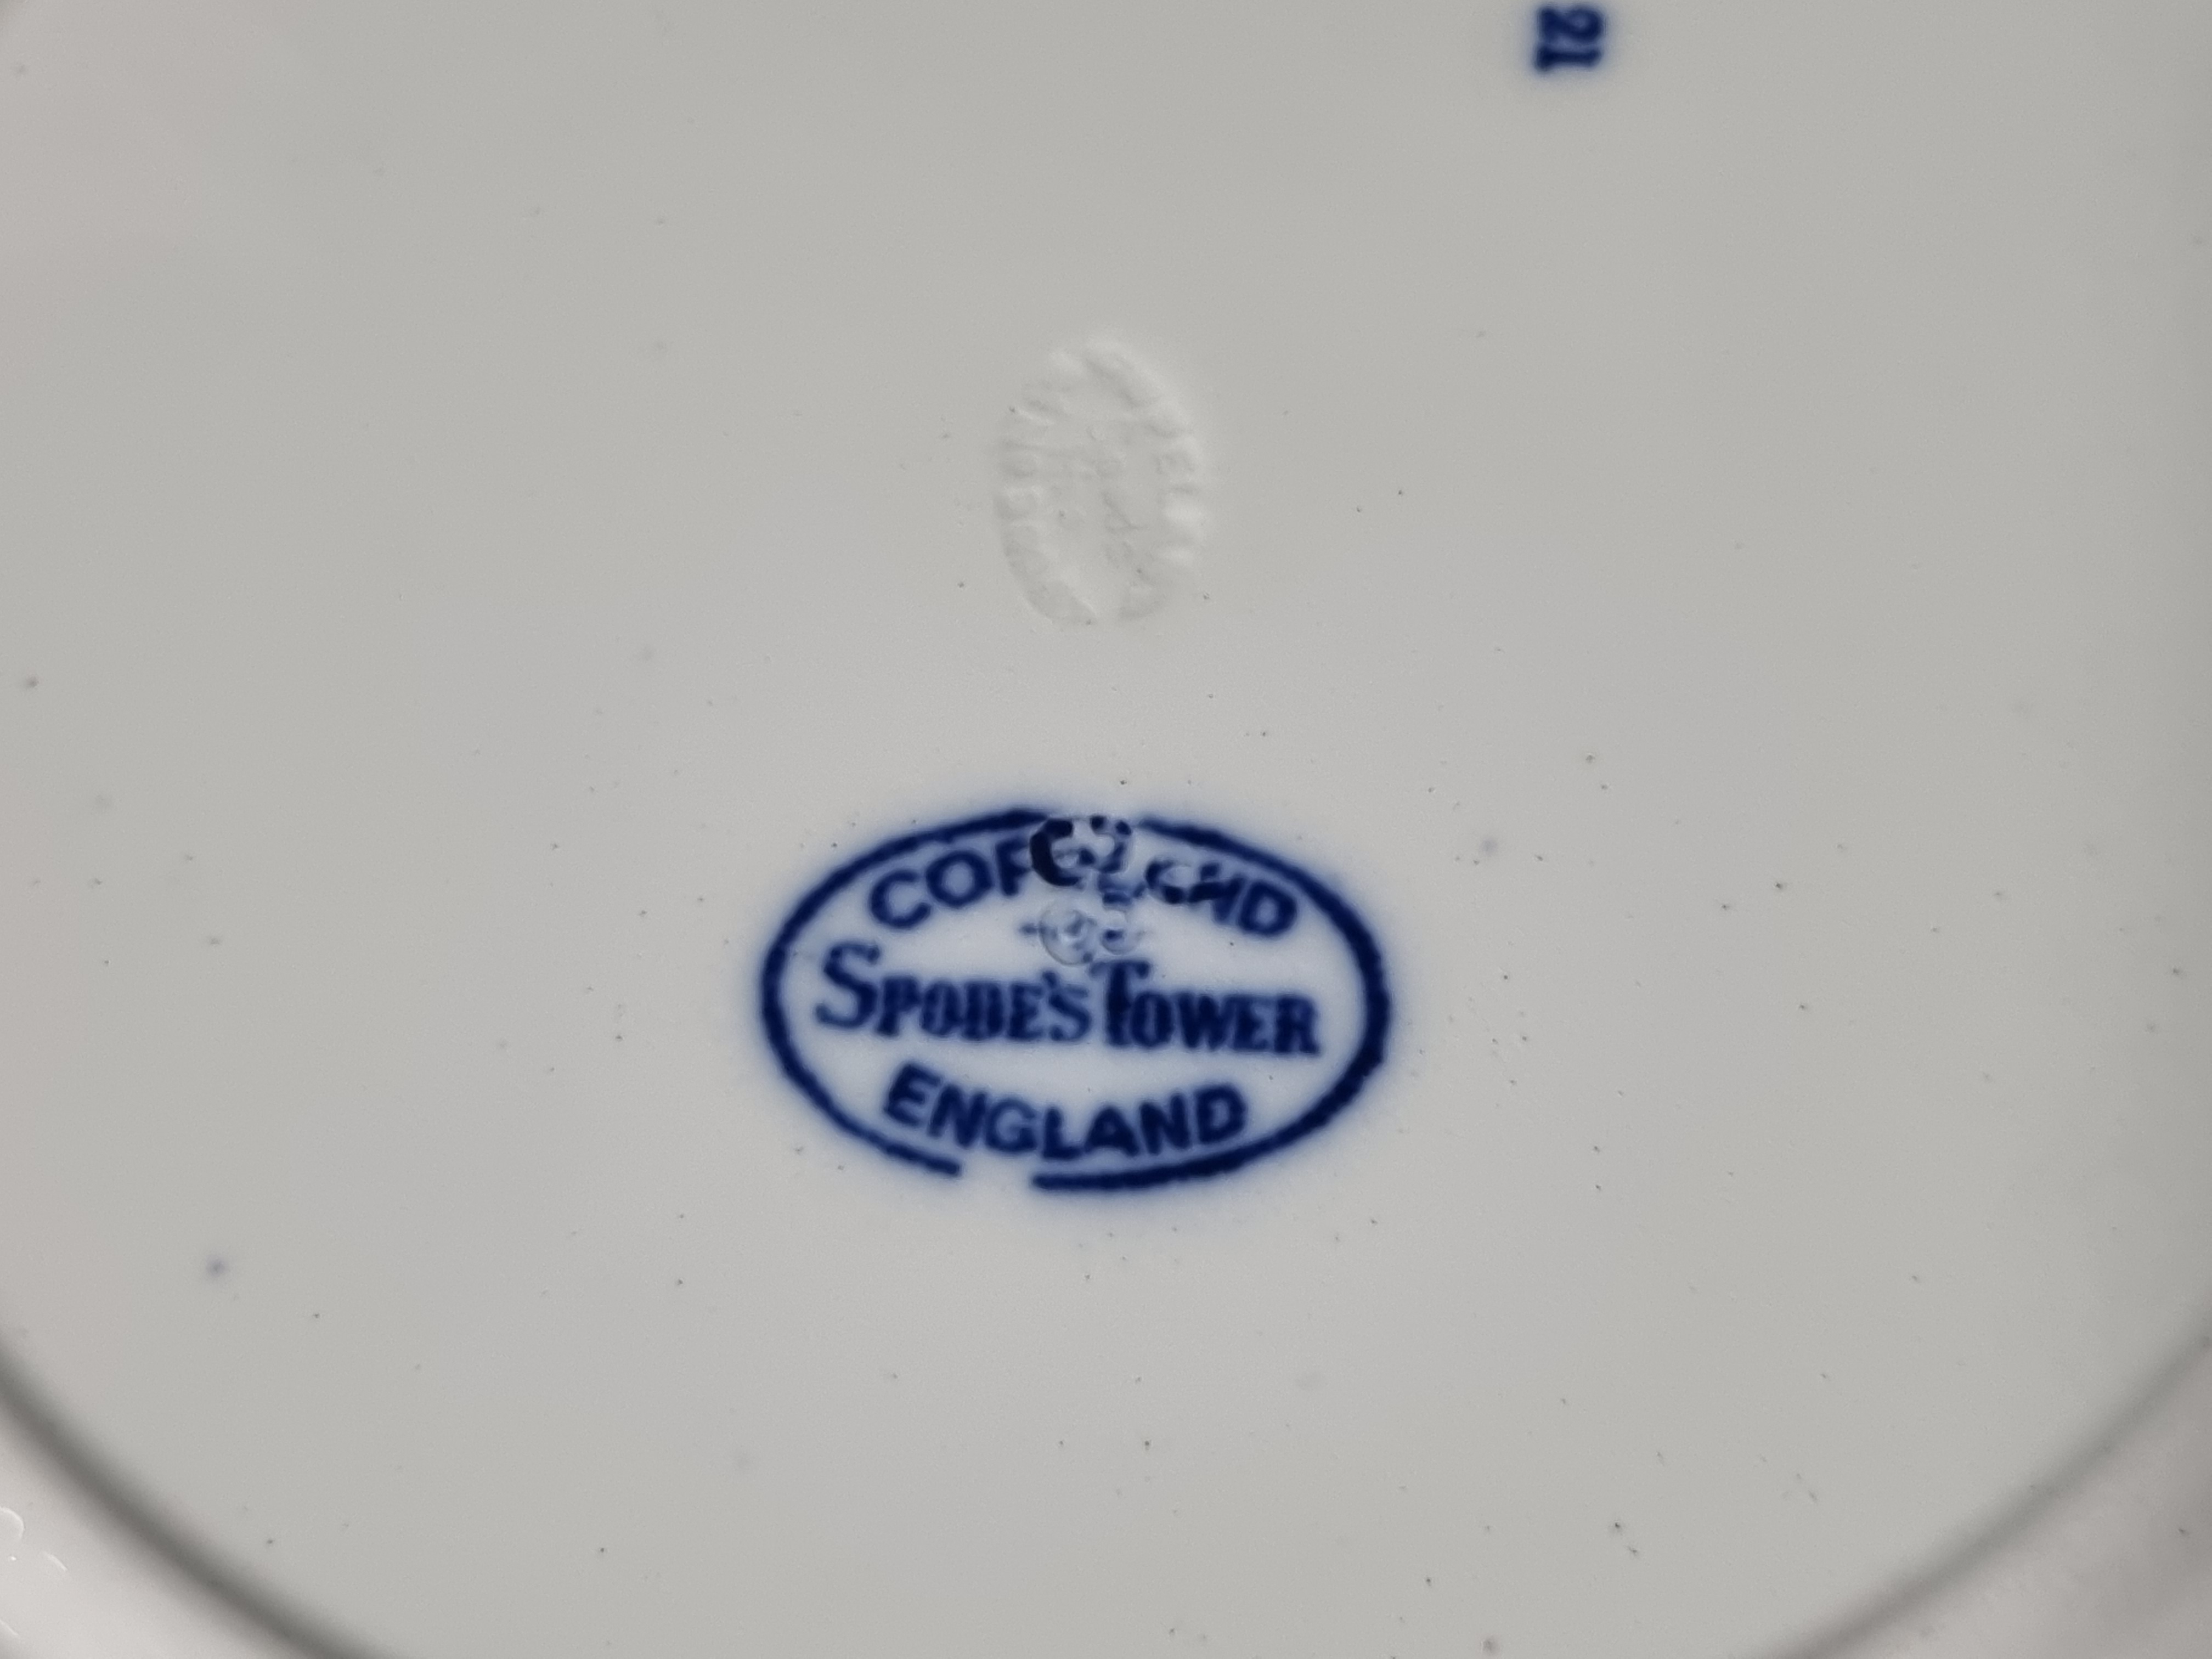 21
COPELAND
SPODE'S TOWER
ENGLAND